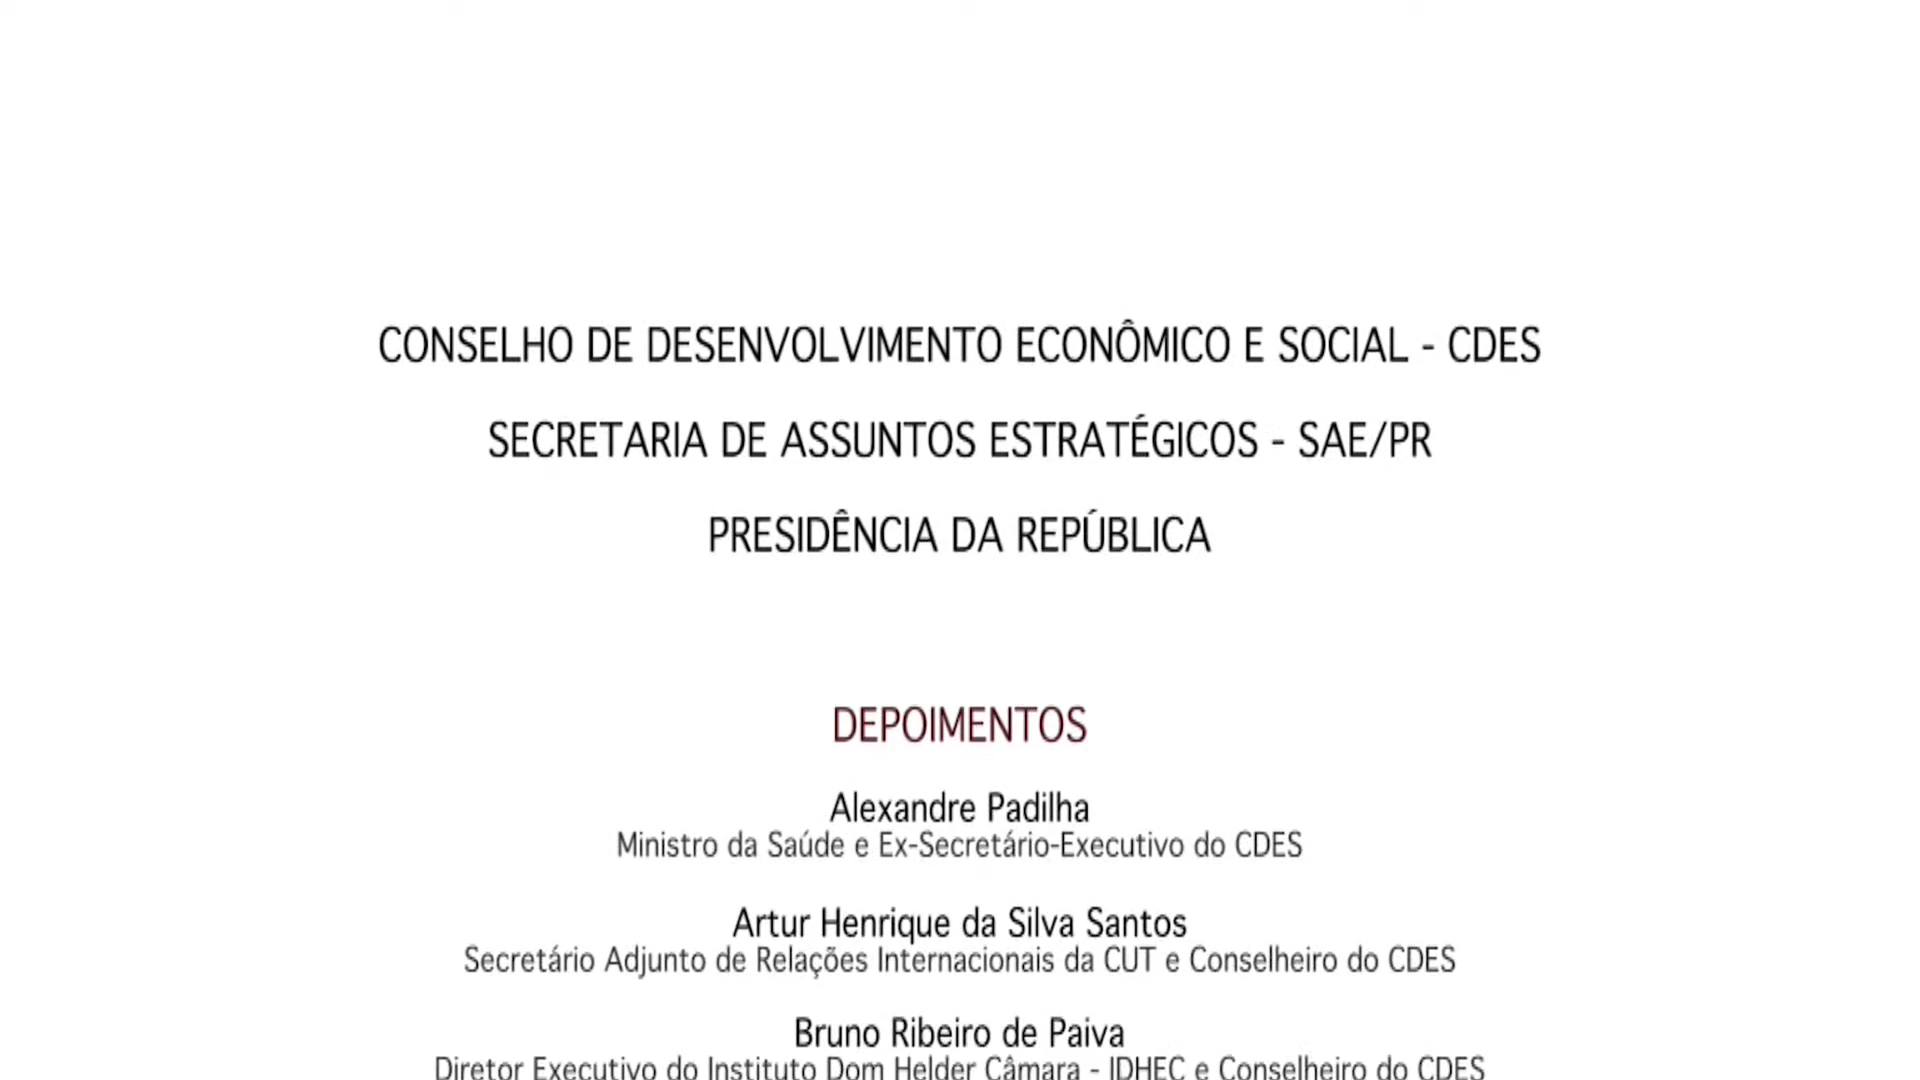 CONSELHO DE DESENVOLVIMENTO ECONÔMICO E SOCIAL - CDES
SECRETARIA DE ASSUNTOS ESTRATÉGICOS - SAE/PR
PRESIDÊNCIA DA REPÚBLICA
DEPOIMENTOS
Alexandre Padilha
Ministro da Saúde e Ex-Secretário-Executivo do CDES
Artur Henrique da Silva Santos
Secretário Adjunto de Relações Internacionais da CUT e Conselheiro do CDES
Bruno Ribeiro de Paiva
Diretor Executivo do Instituto Dom Helder Câmara - IDHEC e Conselheiro do CDES